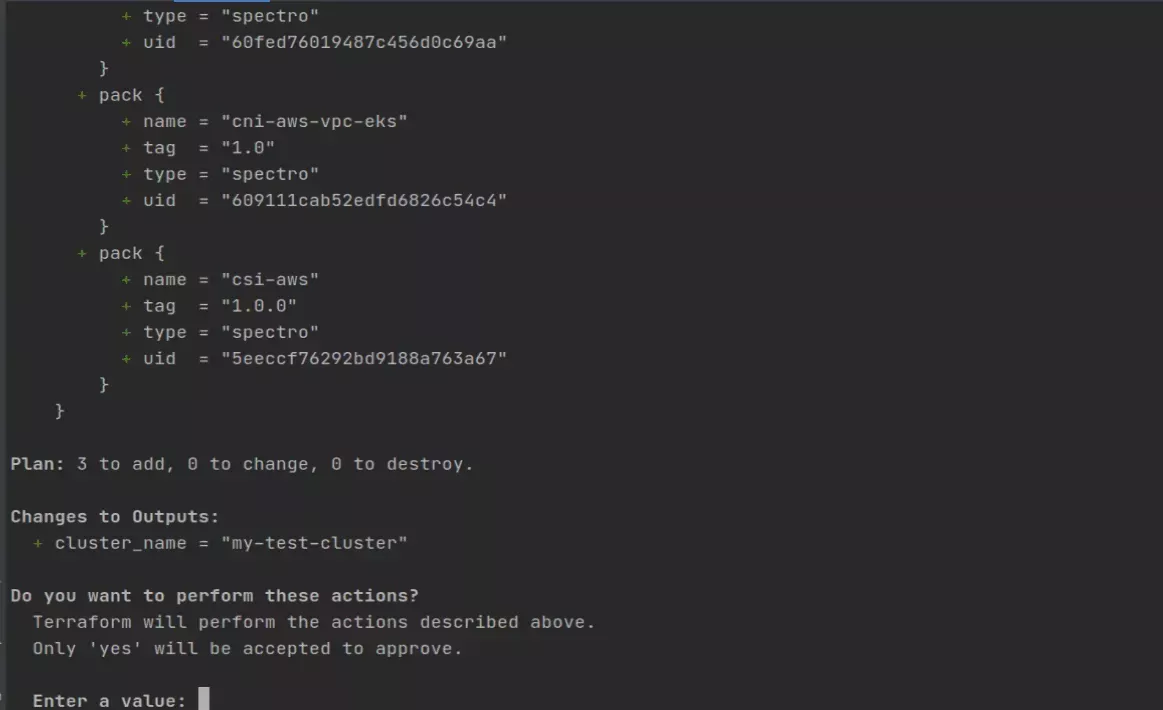 + type = "spectro"
+ uid  = "60fed76019487c456d0c69aa"
}
+ pack {
+ name = "cni-aws-vpc-eks"
+ tag  = "1.0"
+ type = "spectro"
+ uid  = "609111cab52edfd6826c54c4"
}
+ pack {
+ name = "csi-aws"
+ tag  = "1.0.0"
+ type = "spectro"
+ uid  = "5eeccf76292bd9188a763a67"
}
}
Plan: 3 to add, 0 to change, 0 to destroy.
Changes to Outputs:
+ cluster_name = "my-test-cluster"
Do you want to perform these actions?
Terraform will perform the actions described above.
Only 'yes' will be accepted to approve.
Enter a value: